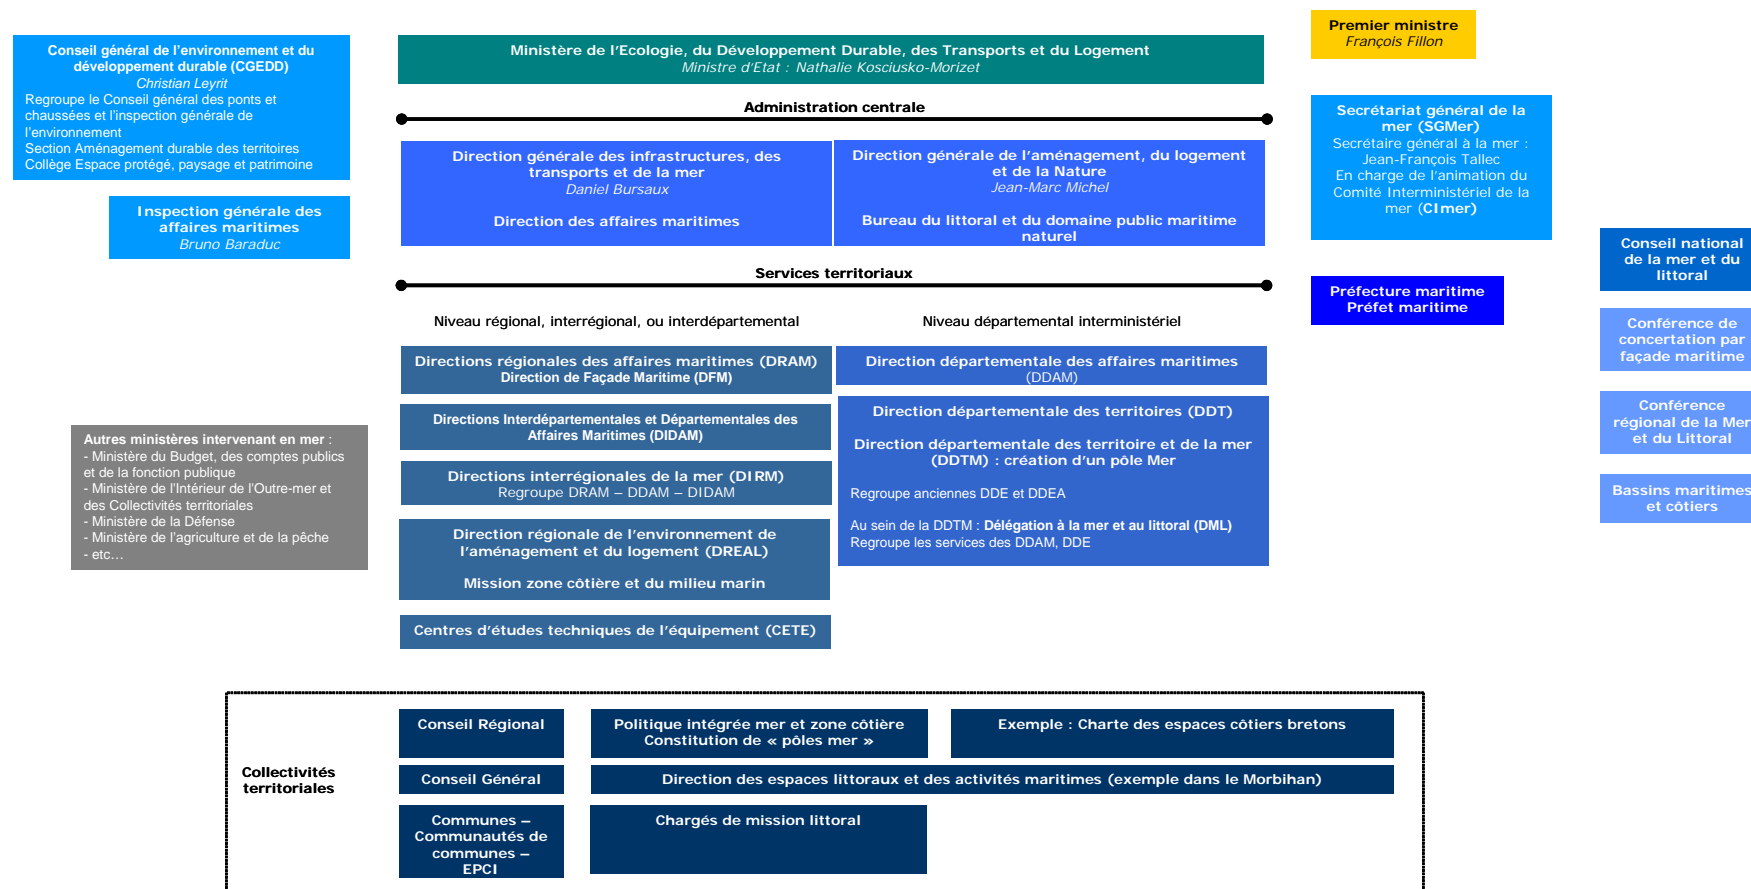 Premier ministre
François Fillon
Conseil général de l'environnement et du
développement durable (CGEDD)
Christian Leyrit
Regroupe le Conseil général des ponts et
chaussées et l'inspection générale de
l'environnement
Section Aménagement durable des territoires
Collège Espace protégé, paysage et patrimoine
Ministère de l'Ecologie, du Développement Durable, des Transports et du Logement
Ministre d'Etat : Nathalie Kosciusko-Morizet
Administration centrale
Secrétariat général de la
mer (SGMer)
Secrétaire général à la mer :
Jean-François Tallec
En charge de l'animation du
Comité Interministériel de la
mer (CImer)
Direction générale des infrastructures, des
transports et de la mer
Daniel Bursaux
Direction des affaires maritimes
Direction générale de l'aménagement, du logement
et de la Nature
Jean-Marc Michel
Bureau du littoral et du domaine public maritime
naturel
Inspection générale des
affaires maritimes
Bruno Baraduc
Conseil national
de la mer et du
littoral
Services territoriaux
Préfecture maritime
Préfet maritime
Niveau régional, interrégional, ou interdépartemental
Niveau départemental interministériel
Conférence de
concertation par
façade maritime
Directions régionales des affaires maritimes (DRAM)
Direction de Façade Maritime (DFM)
Direction départementale des affaires maritimes
(DDAM)
Conférence
régional de la Mer
et du Littoral
Directions Interdépartementales et Départementales des
Affaires Maritimes (DIDAM)
Direction départementale des territoires (DDT)
Direction départementale des territoire et de la mer
(DDTM) : création d'un pôle Mer
Regroupe anciennes DDE et DDEA
Au sein de la DDTM : Délégation à la mer et au littoral (DML)
Regroupe les services des DDAM, DDE
Autres ministères intervenant en mer :
- Ministère du Budget, des comptes publics
et de la fonction publique
- Ministère de l'Intérieur de l'Outre-mer et
des Collectivités territoriales
- Ministère de la Défense
- Ministère de l'agriculture et de la pêche
- etc…
Directions interrégionales de la mer (DIRM)
Regroupe DRAM – DDAM – DIDAM
Bassins maritimes
et côtiers
Direction régionale de l'environnement de
l'aménagement et du logement (DREAL)
Mission zone côtière et du milieu marin
Centres d'études techniques de l'équipement (CETE)
Collectivités
territoriales
Conseil Régional
Politique intégrée mer et zone côtière
Constitution de « pôles mer »
Exemple : Charte des espaces côtiers bretons
Conseil Général
Direction des espaces littoraux et des activités maritimes (exemple dans le Morbihan)
Communes –
Communautés de
communes –
EPCI
Chargés de mission littoral